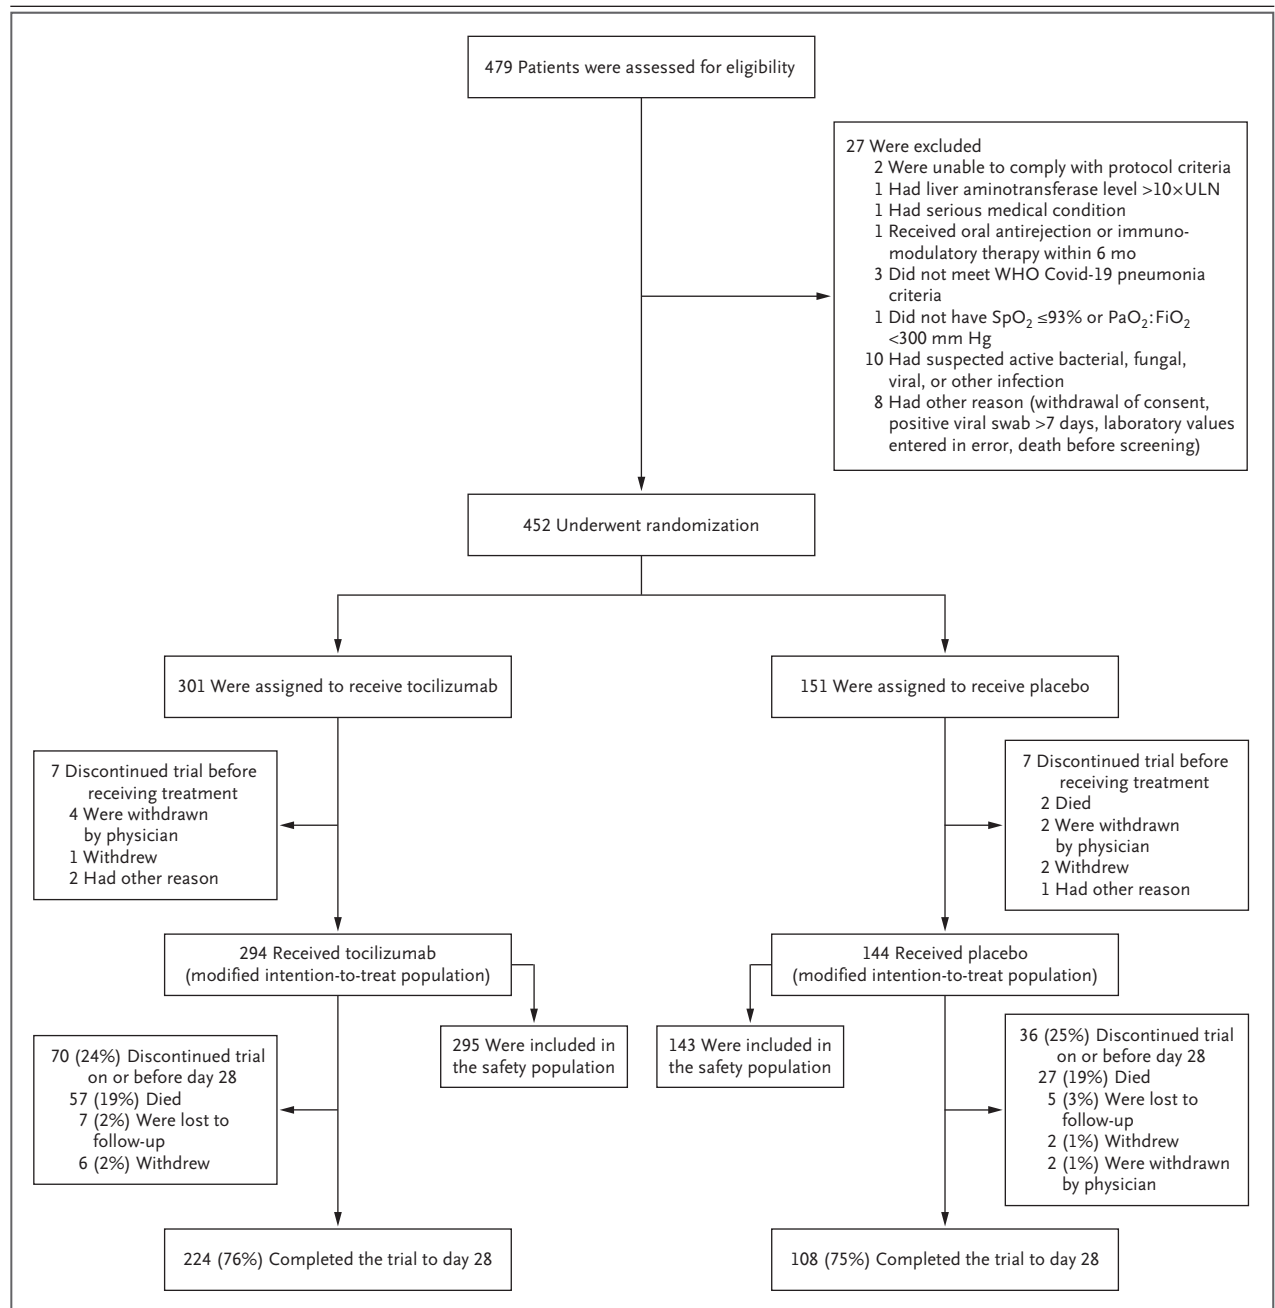 479 Patients were assessed for eligibility
27 Were excluded
2 Were unable to comply with protocol criteria
1 Had liver aminotransferase level >10×ULN
1 Had serious medical condition
1 Received oral antirejection or immuno-
modulatory therapy within 6 mo
3 Did not meet WHO Covid-19 pneumonia
criteria
1 Did not have SpO₂ ≤93% or PaO₂:FiO₂
<300 mm Hg
10 Had suspected active bacterial, fungal,
viral, or other infection
8 Had other reason (withdrawal of consent,
positive viral swab >7 days, laboratory values
entered in error, death before screening)
452 Underwent randomization
301 Were assigned to receive tocilizumab
151 Were assigned to receive placebo
7 Discontinued trial before
receiving treatment
4 Were withdrawn
by physician
1 Withdrew
2 Had other reason
7 Discontinued trial before
receiving treatment
2 Died
2 Were withdrawn
by physician
2 Withdrew
1 Had other reason
294 Received tocilizumab
(modified intention-to-treat population)
144 Received placebo
(modified intention-to-treat population)
295 Were included in
the safety population
143 Were included in
the safety population
70 (24%) Discontinued trial
on or before day 28
57 (19%) Died
7 (2%) Were lost to
follow-up
6 (2%) Withdrew
36 (25%) Discontinued trial
on or before day 28
27 (19%) Died
5 (3%) Were lost to
follow-up
2 (1%) Withdrew
2 (1%) Were withdrawn
by physician
224 (76%) Completed the trial to day 28
108 (75%) Completed the trial to day 28